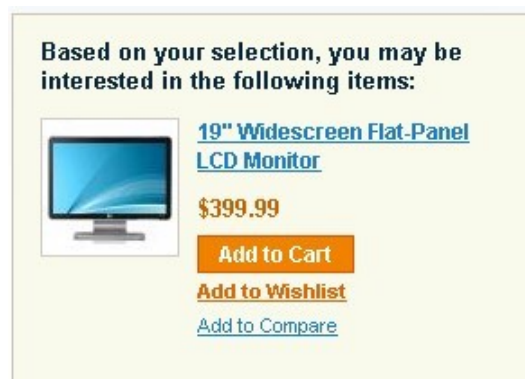 Based on your selection, you may be
interested in the following items:
19" Widescreen Flat-Panel
LCD Monitor
$399.99
Add to Cart
Add to Wishlist
Add to Compare